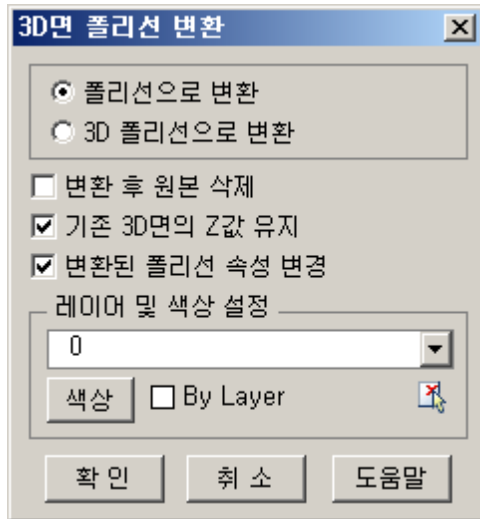 3D면 폴리선 변환
폴리선으로 변환
3D 폴리선으로 변환
변환 후 원본 삭제
기존 3D면의 Z값 유지
변환된 폴리선 속성 변경
레이어 및 색상 설정
0
색상 By Layer
확 인 취 소 도움말